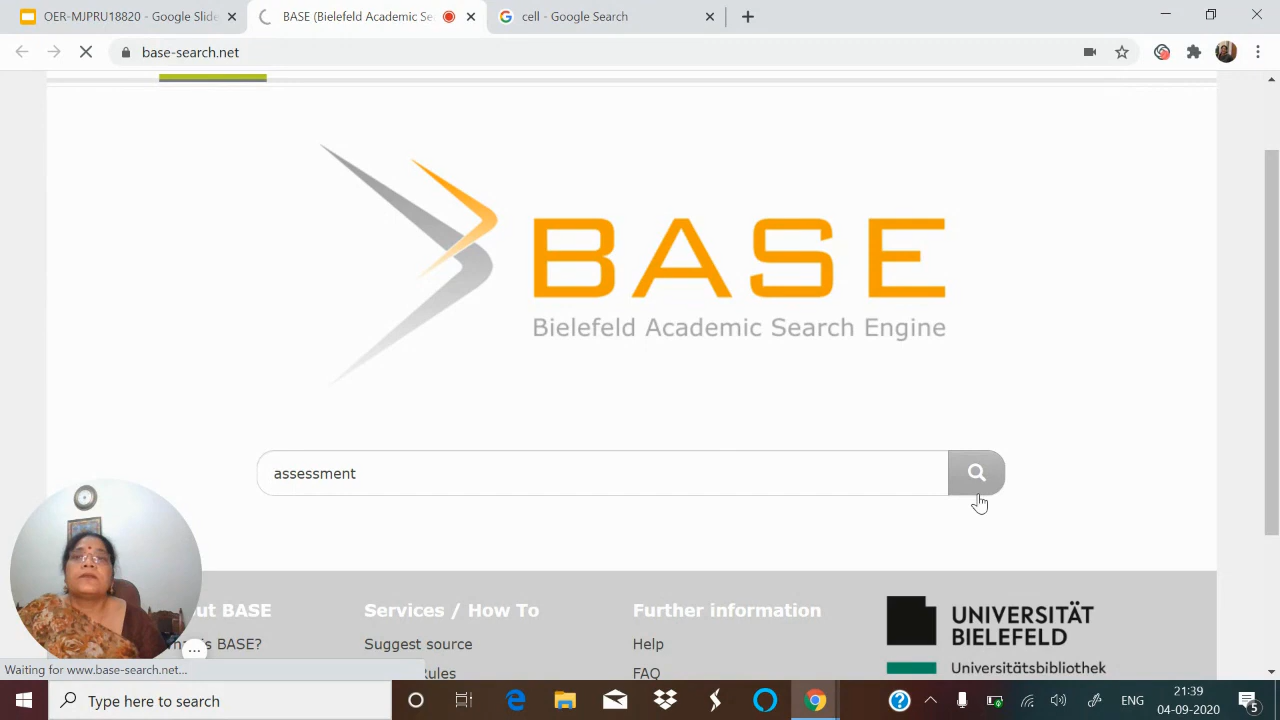 OER-MJPRU18820 - Google Slide
BASE (Bielefeld Academic Se
cell - Google Search
base-search.net
BASE
Bielefeld Academic Search Engine
assessment
ut BASE
Services / How To
Further information
UNIVERSITÄT
BIELEFELD
s BASE?
Suggest source
Help
Universitätsbibliothek
Waiting for www.base-search.net...
Rules
FAQ
Type here to search
ENG
21:39
04-09-2020
5